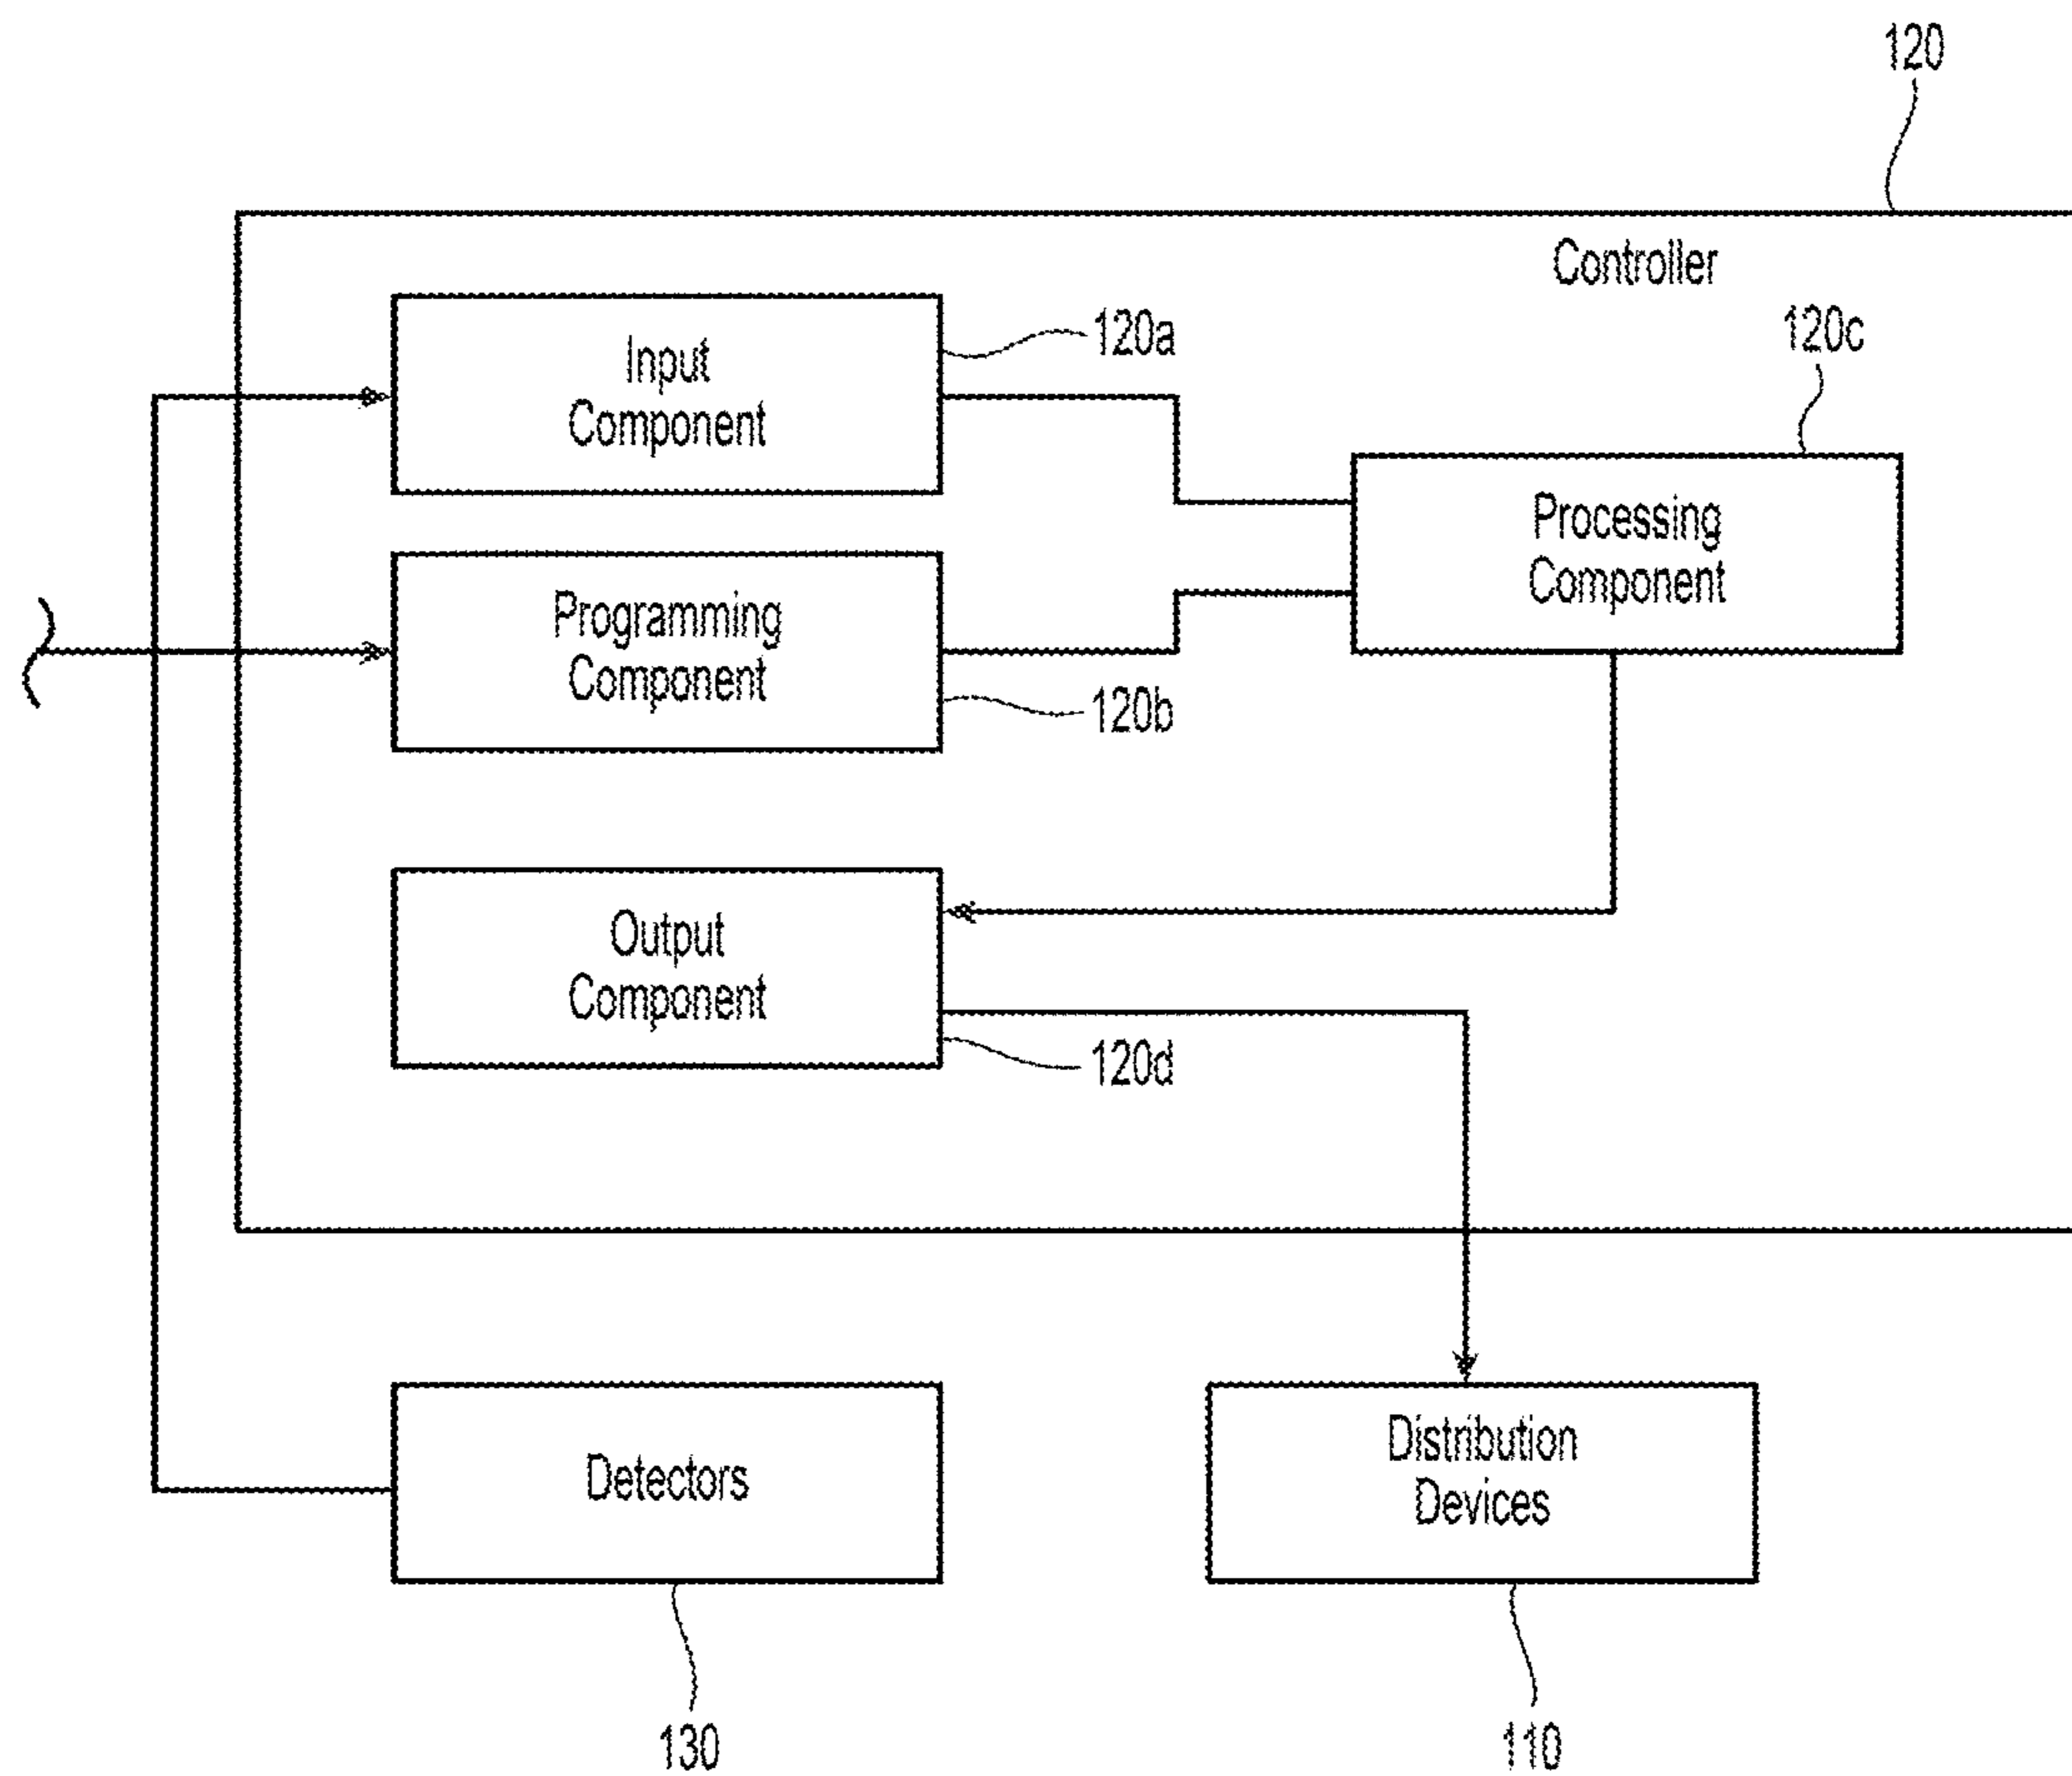 120
Controller
Input
Component
120a
120c
Processing
Component
Programming
Component
120b
Output
Component
120d
Detectors
Distribution
Devices
130
110